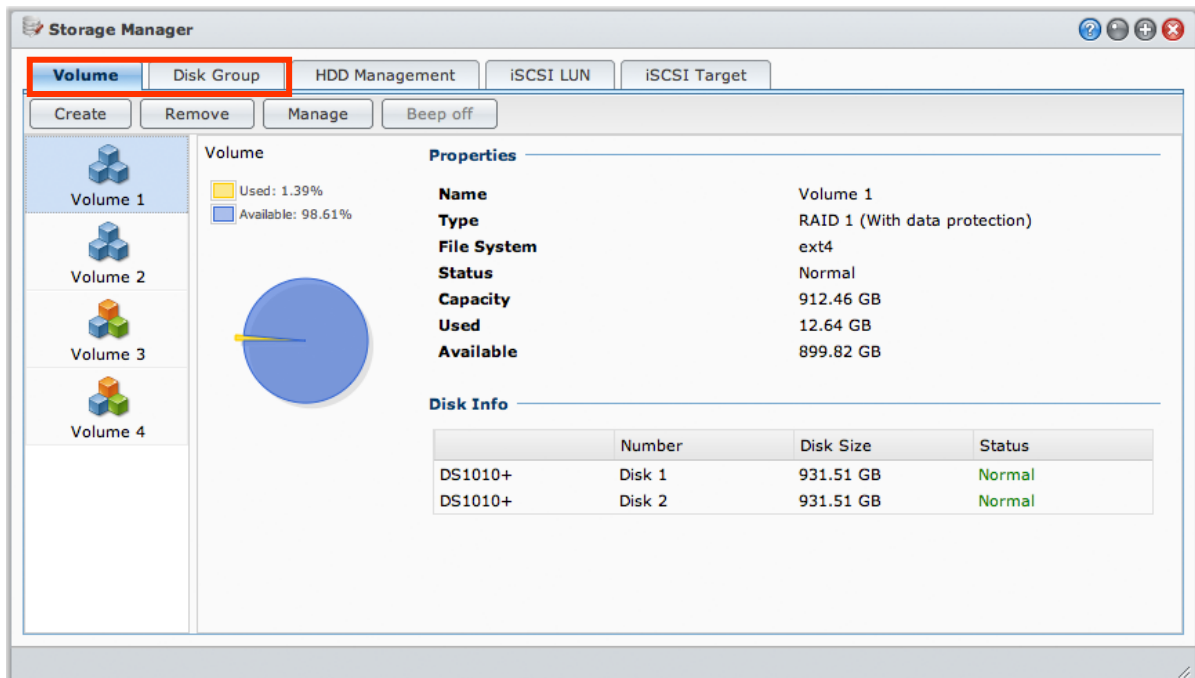 Storage Manager
Volume Disk Group HDD Management iSCSI LUN iSCSI Target
Create Remove Manage Beep off
Volume 1
Volume 2
Volume 3
Volume 4
Volume
Used: 1.39%
Available: 98.61%
Properties
Name Volume 1
Type RAID 1 (With data protection)
File System ext4
Status Normal
Capacity 912.46 GB
Used 12.64 GB
Available 899.82 GB
Disk Info
Number Disk Size Status
DS1010+ Disk 1 931.51 GB Normal
DS1010+ Disk 2 931.51 GB Normal